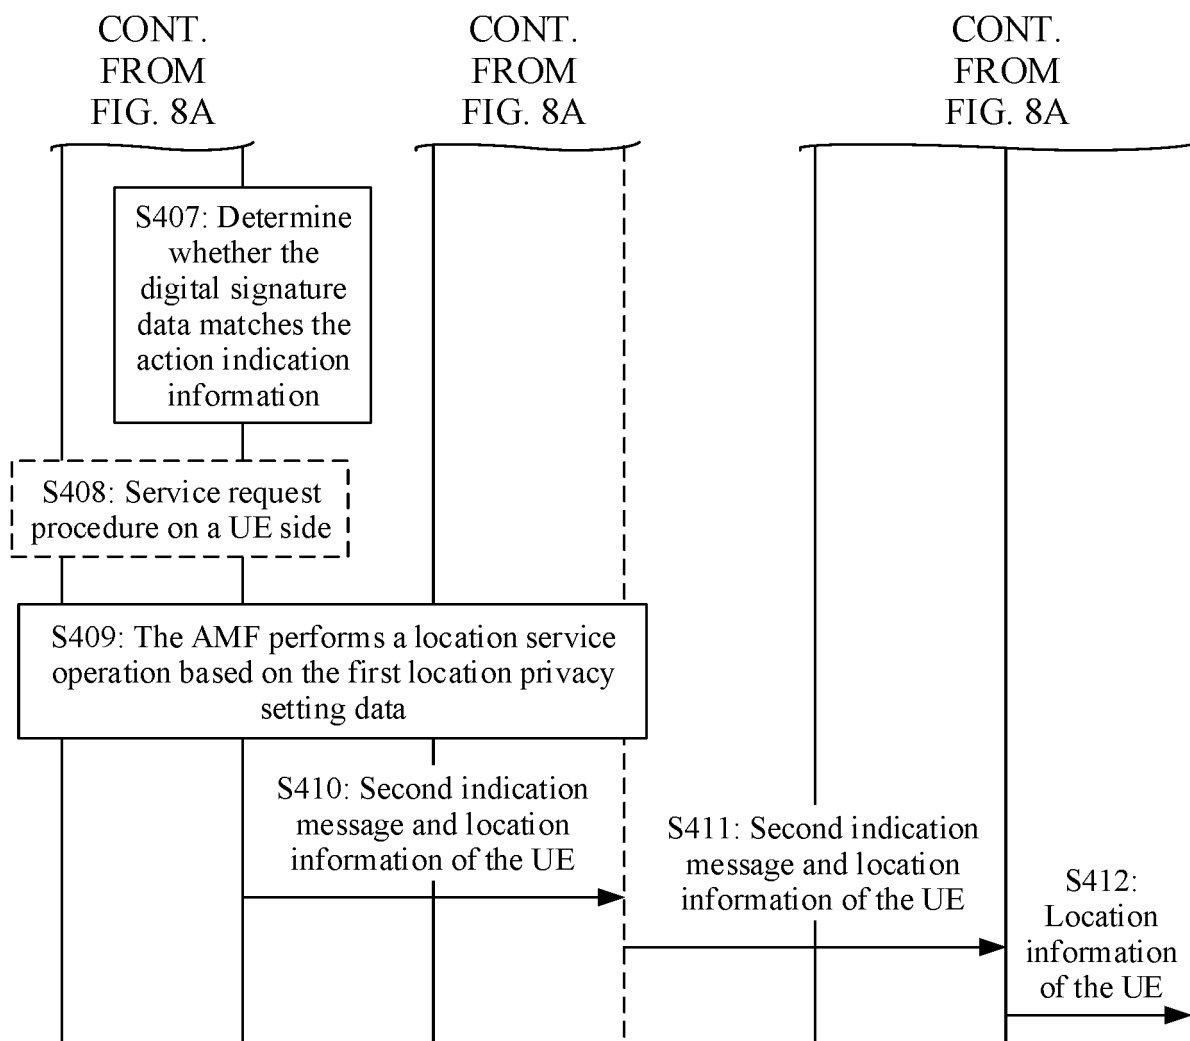 CONT.
FROM
FIG. 8A
CONT.
FROM
FIG. 8A
CONT.
FROM
FIG. 8A
S407: Determine
whether the
digital signature
data matches the
action indication
information
S408: Service request
procedure on a UE side
S409: The AMF performs a location service
operation based on the first location privacy
setting data
S410: Second indication
message and location
information of the UE
S411: Second indication
message and location
information of the UE
S412:
Location
information
of the UE